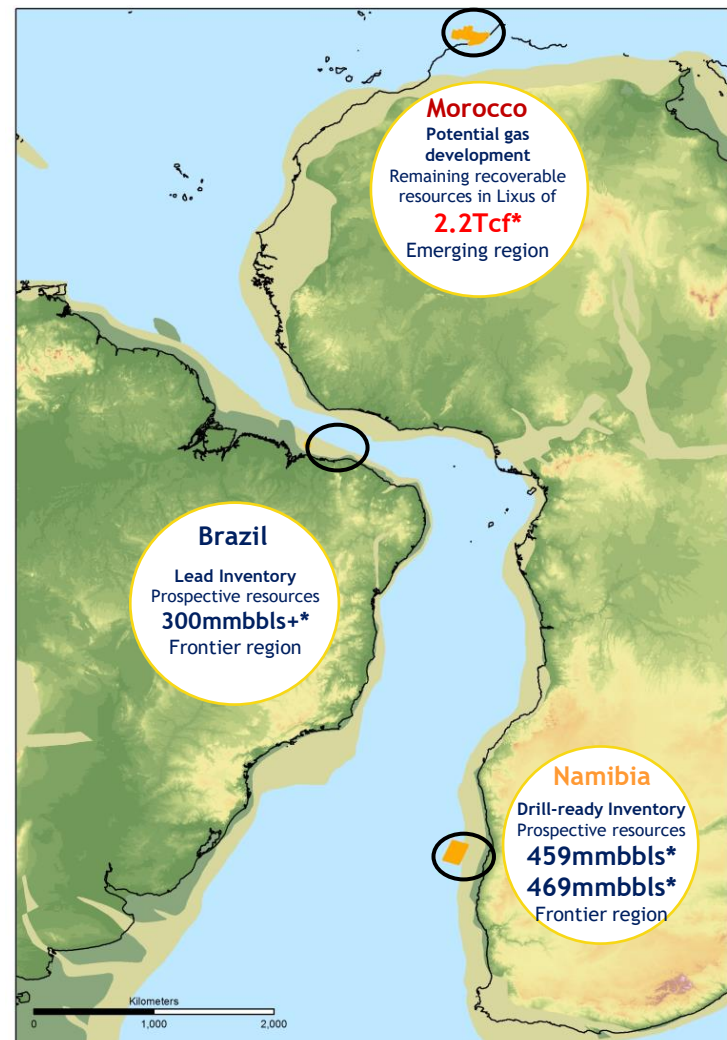 Morocco
Potential gas
development
Remaining recoverable
resources in Lixus of
2.2Tcf*
Emerging region
Brazil
Lead Inventory
Prospective resources
300mmbbls+*
Frontier region
Namibia
Drill-ready Inventory
Prospective resources
459mmbbls*
469mmbbls*
Frontier region
Kilometers
0 1,000 2,000